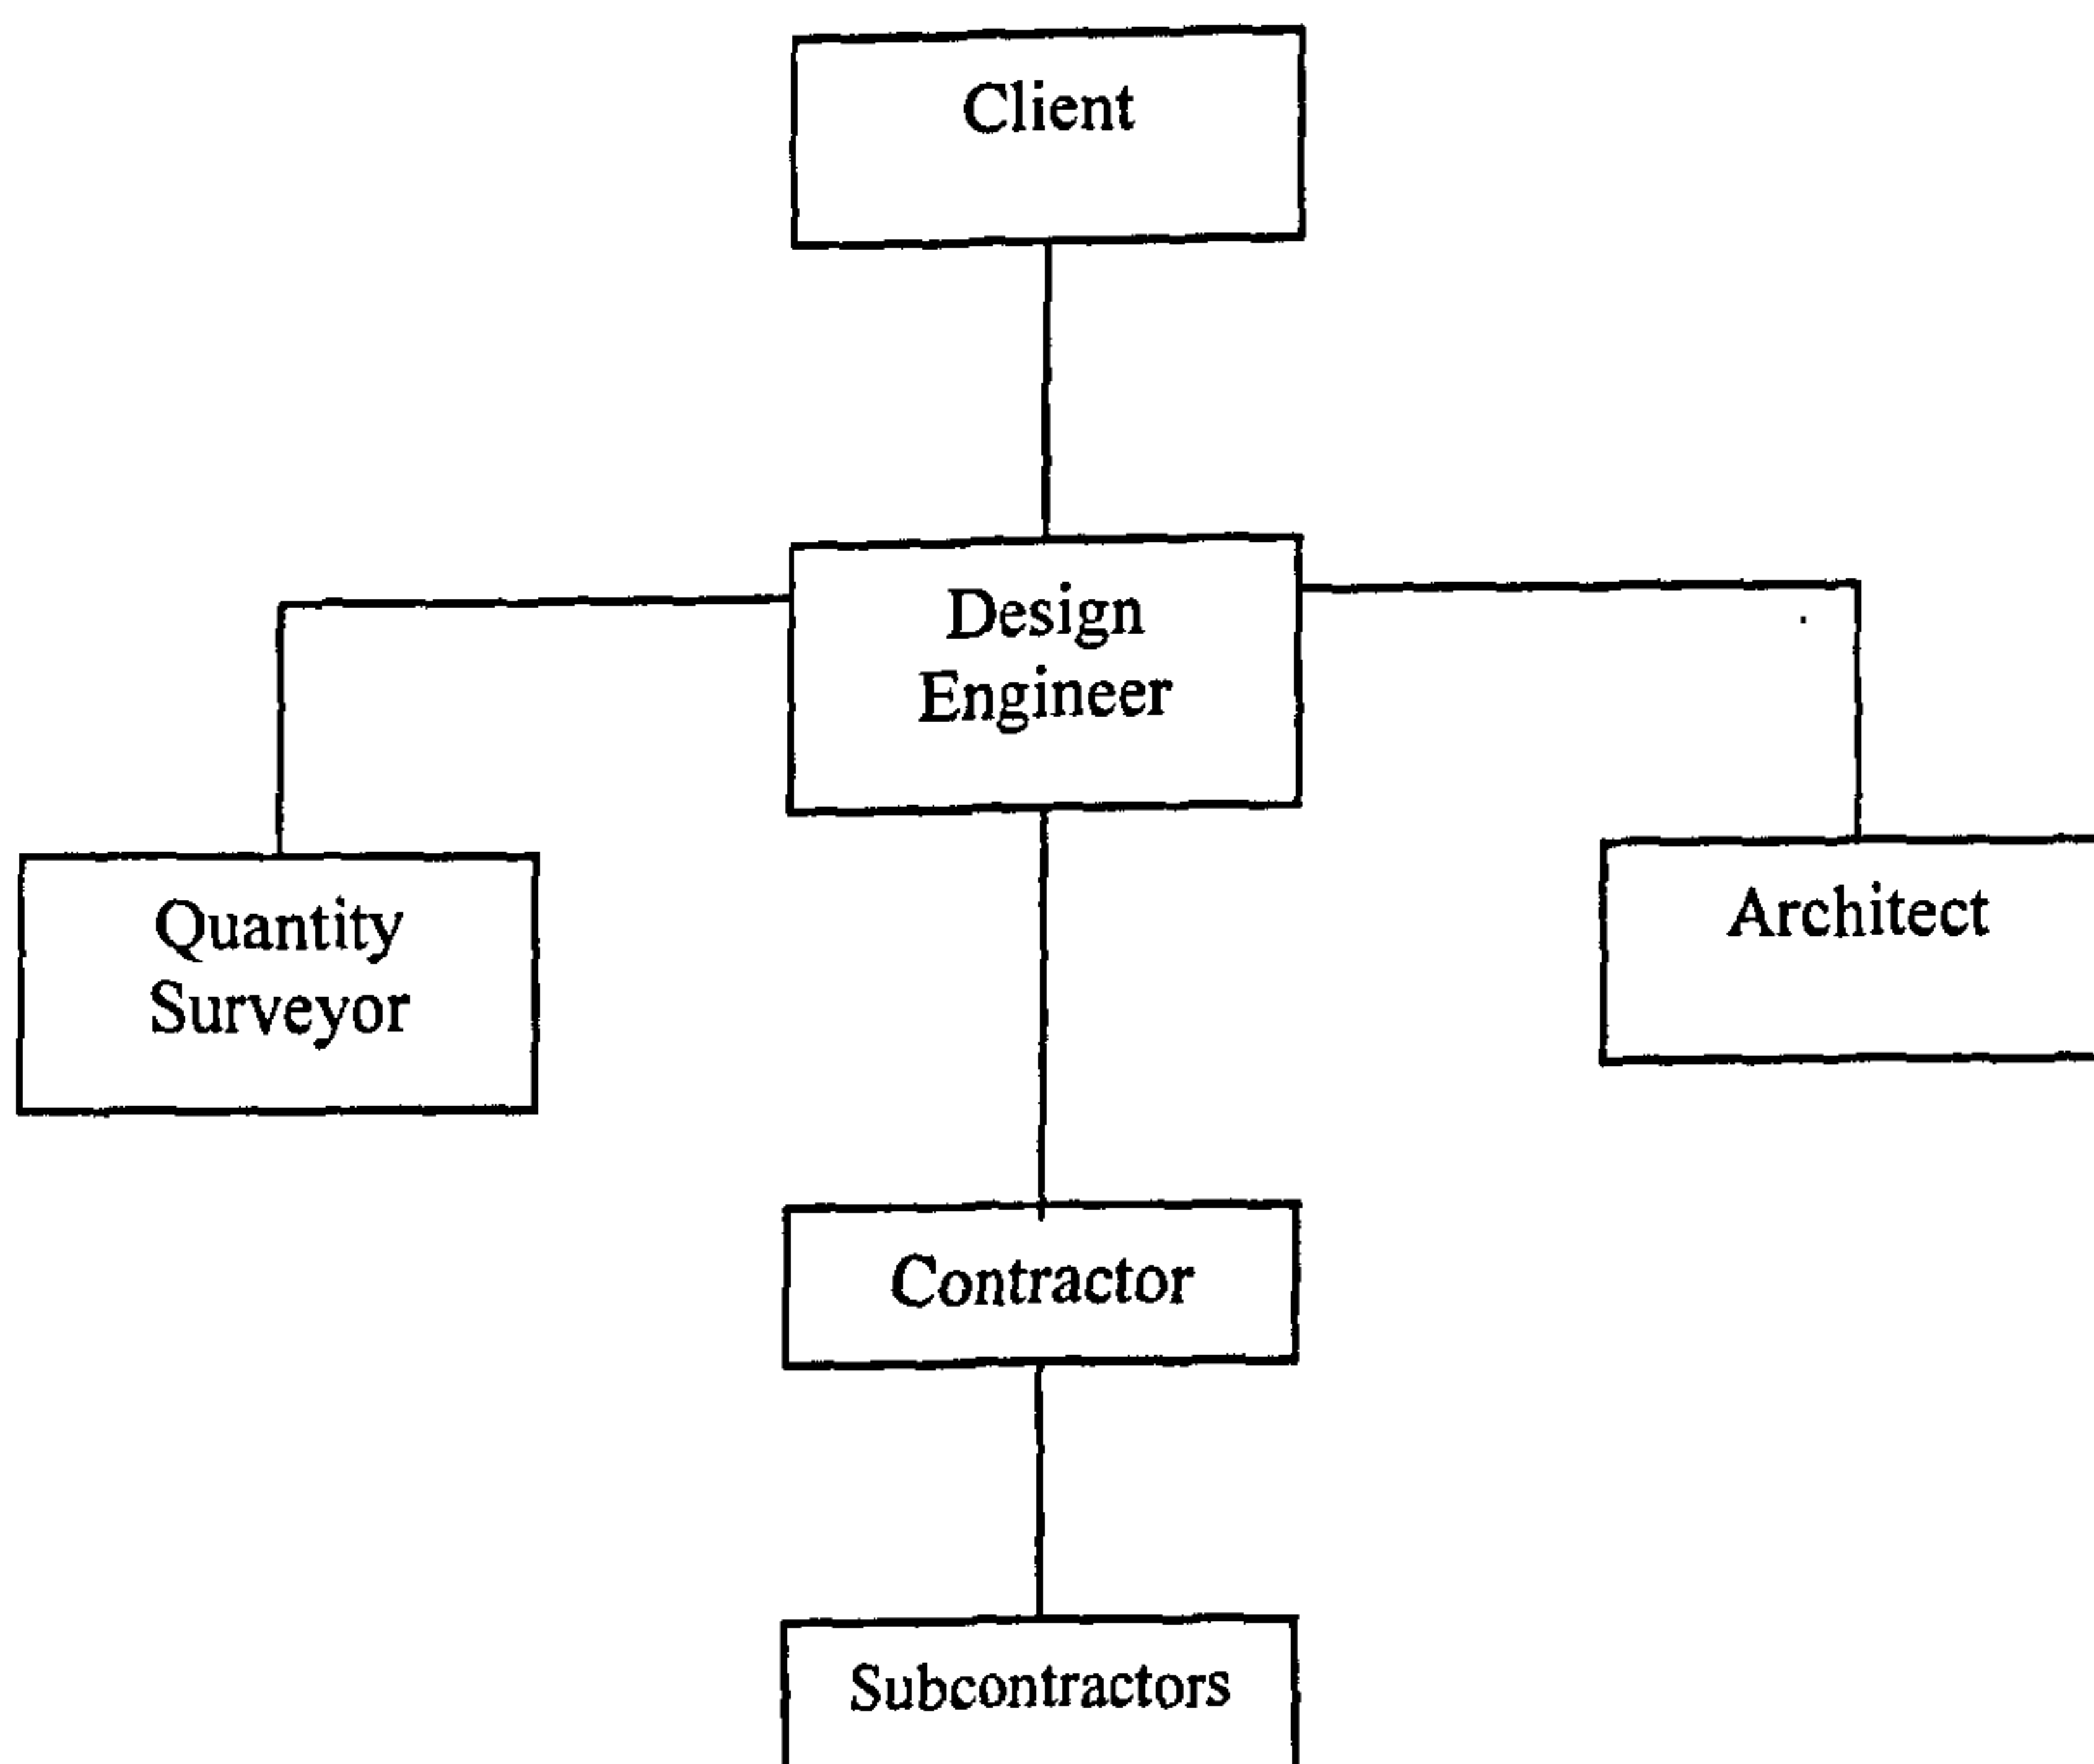 Client
Design
Engineer
Quantity
Surveyor
Architect
Contractor
Subcontractors